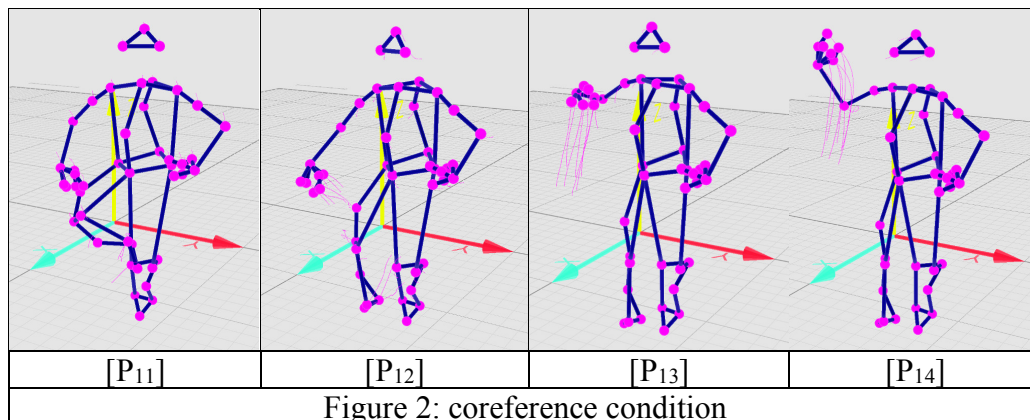 [P₁₁] [P₁₂] [P₁₃] [P₁₄]
Figure 2: coreference condition